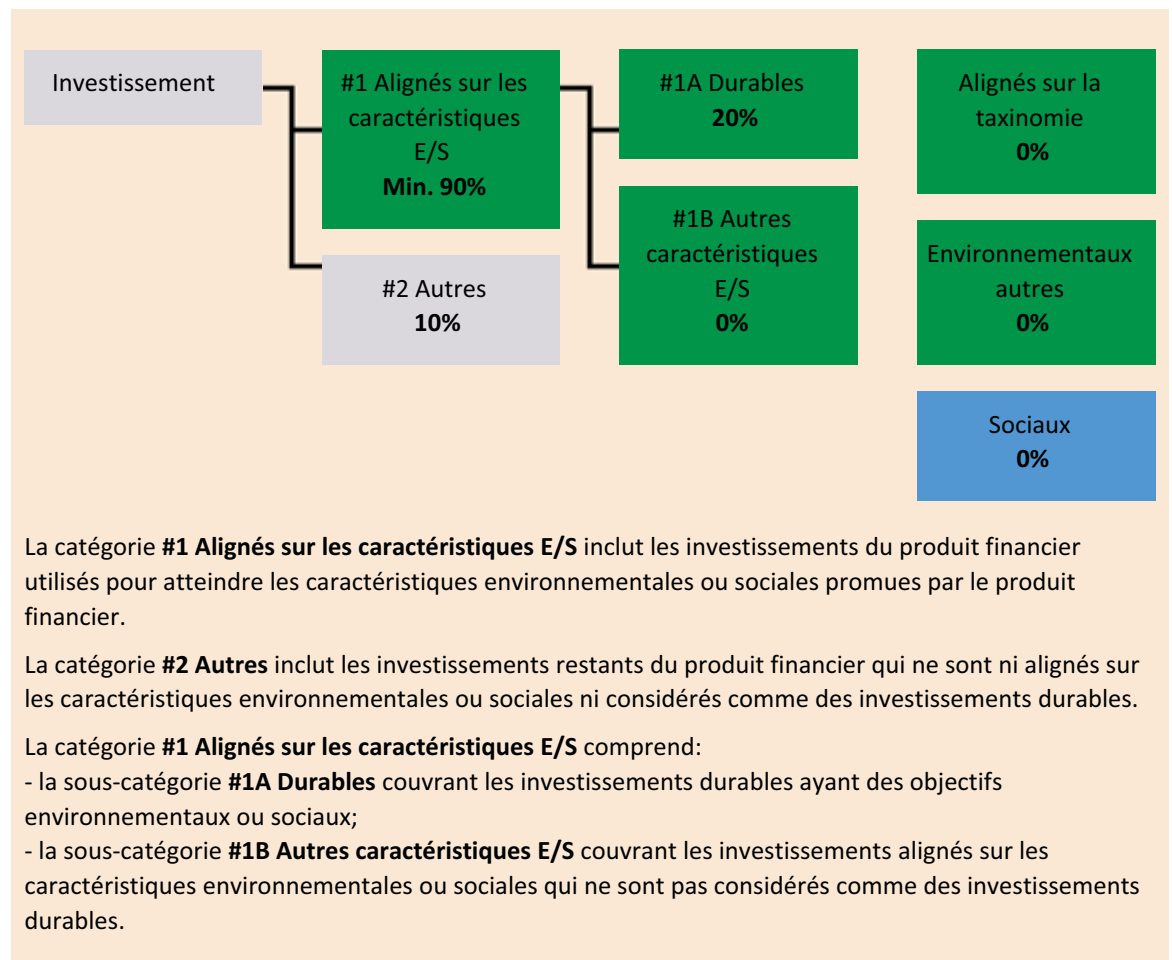 Investissement
#1 Alignés sur les
caractéristiques
E/S
Min. 90%
#2 Autres
10%
#1A Durables
20%
#1B Autres
caractéristiques
E/S
0%
Alignés sur la
taxinomie
0%
Environnementaux
autres
0%
Sociaux
0%
La catégorie #1 Alignés sur les caractéristiques E/S inclut les investissements du produit financier
utilisés pour atteindre les caractéristiques environnementales ou sociales promues par le produit
financier.
La catégorie #2 Autres inclut les investissements restants du produit financier qui ne sont ni alignés sur
les caractéristiques environnementales ou sociales ni considérés comme des investissements durables.
La catégorie #1 Alignés sur les caractéristiques E/S comprend:
- la sous-catégorie #1A Durables couvrant les investissements durables ayant des objectifs
environnementaux ou sociaux;
- la sous-catégorie #1B Autres caractéristiques E/S couvrant les investissements alignés sur les
caractéristiques environnementales ou sociales qui ne sont pas considérés comme des investissements
durables.